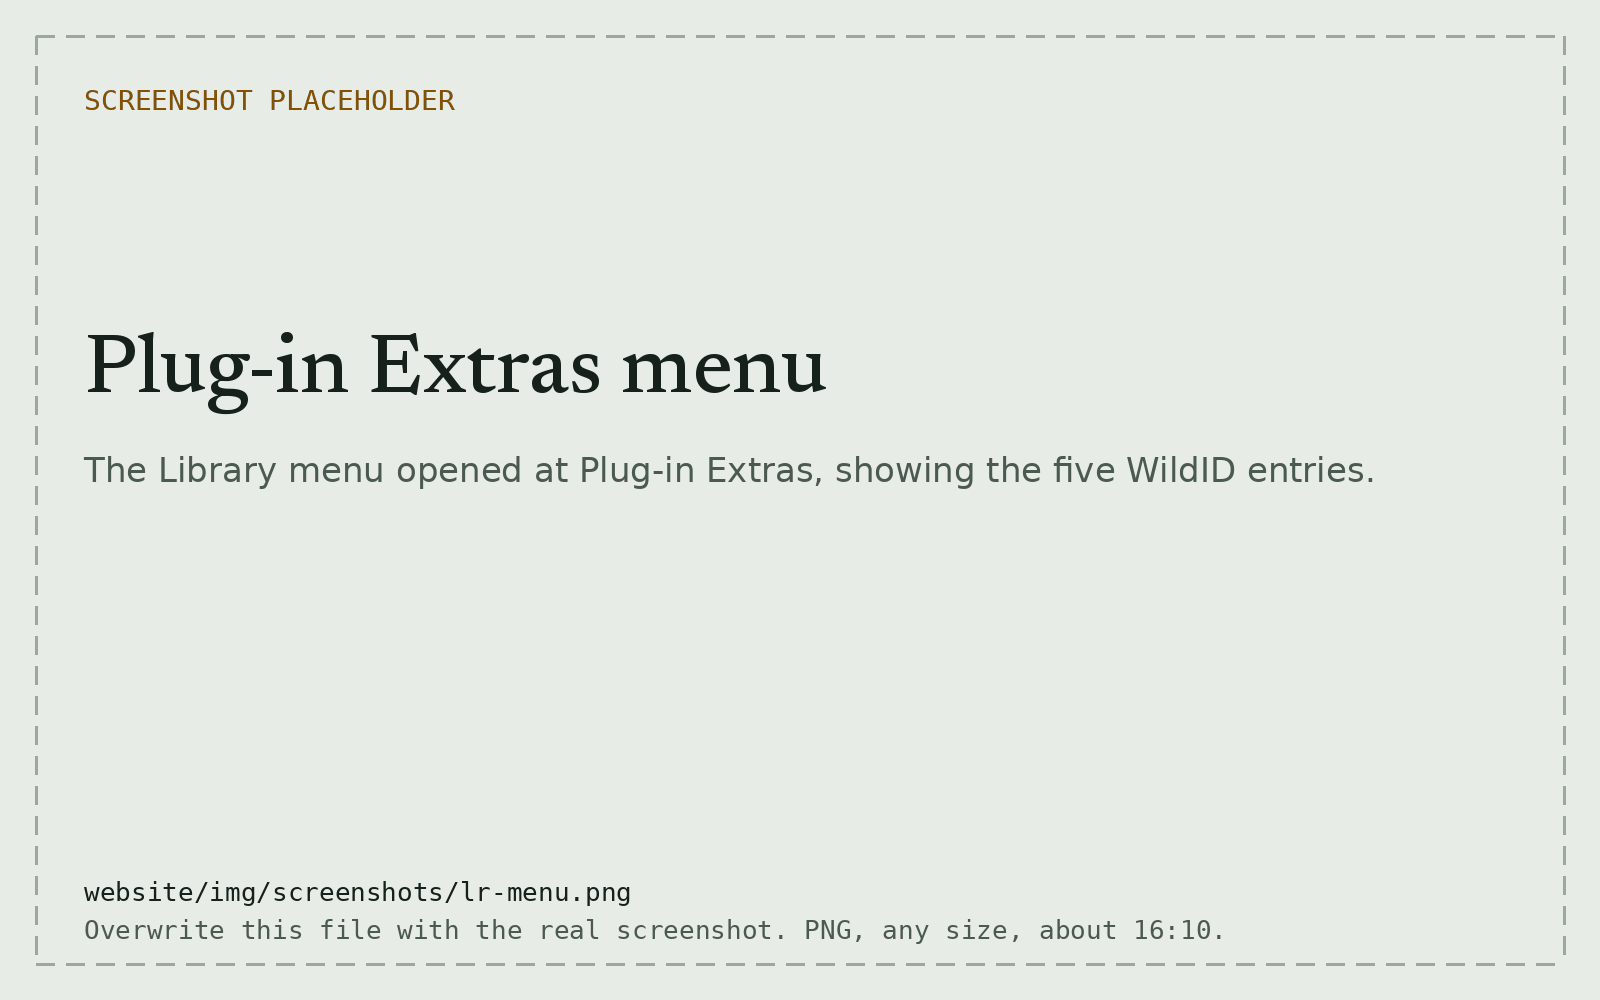 SCREENSHOT PLACEHOLDER
Plug-in Extras menu
The Library menu opened at Plug-in Extras, showing the five WildID entries.
website/img/screenshots/lr-menu.png
Overwrite this file with the real screenshot. PNG, any size, about 16:10.